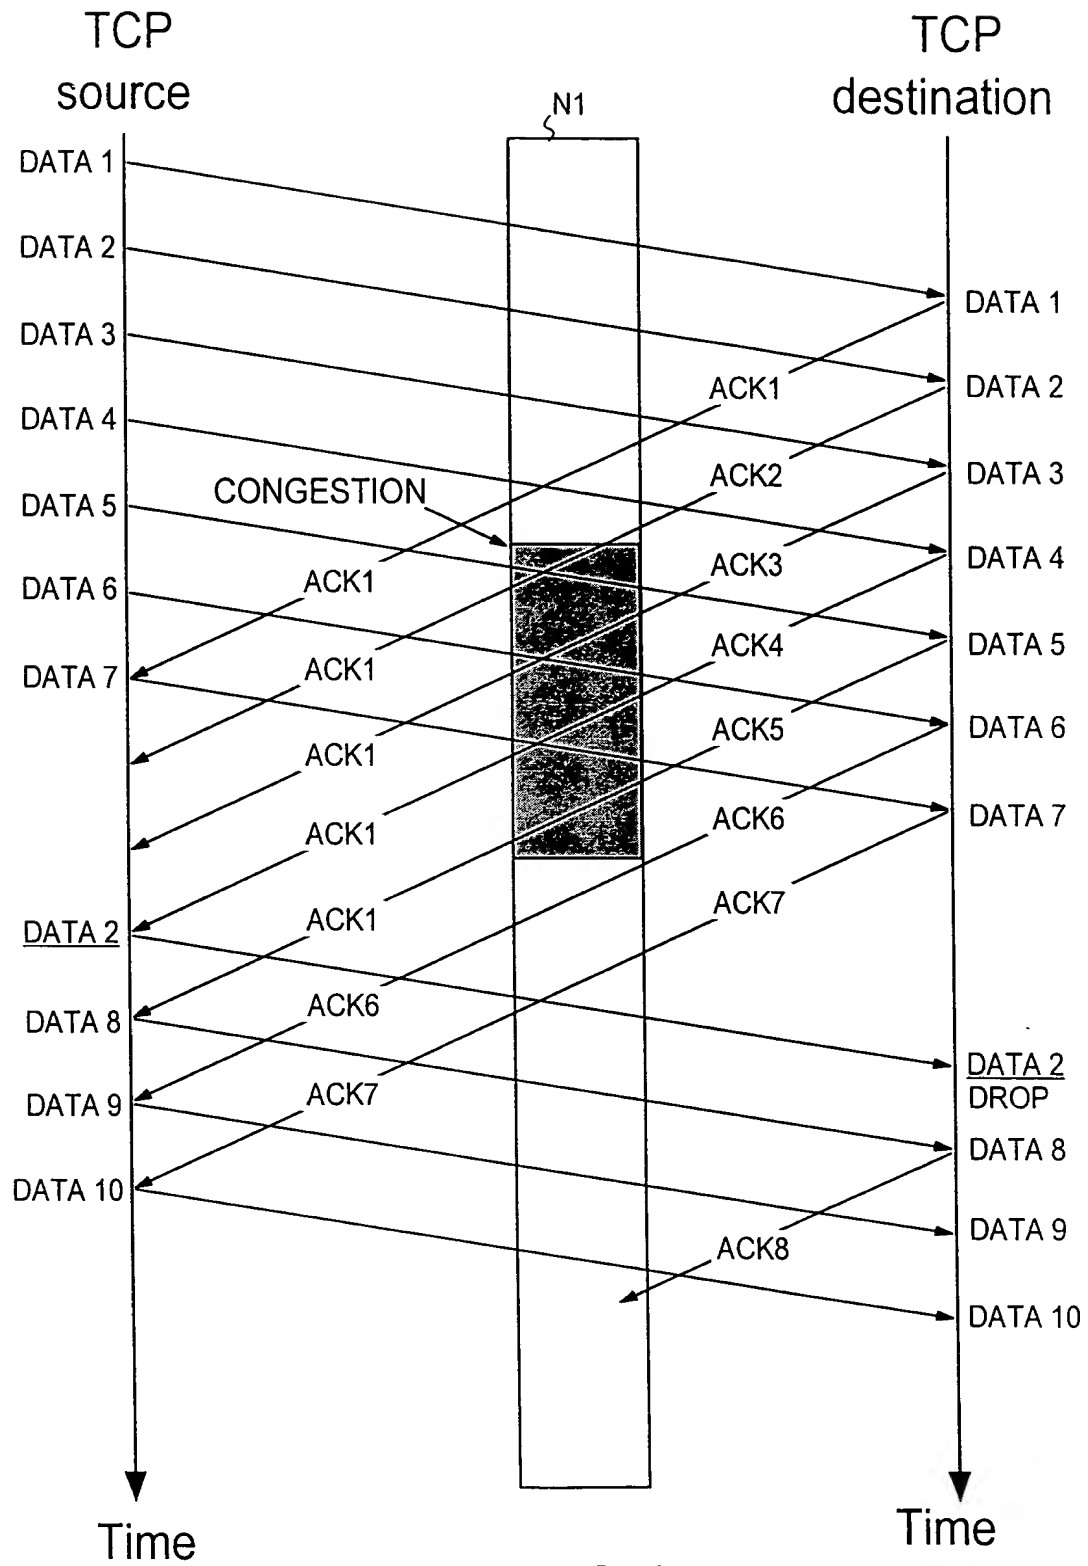 TCP
source
TCP
destination
N1
DATA 1
DATA 2
DATA 1
DATA 3
DATA 2
ACK1
DATA 4
DATA 3
ACK2
CONGESTION
DATA 5
DATA 4
ACK3
ACK1
DATA 6
DATA 5
ACK4
ACK1
DATA 7
DATA 6
ACK5
ACK1
DATA 7
ACK6
ACK1
ACK7
ACK1
DATA 2
ACK6
DATA 8
DATA 2
DROP
ACK7
DATA 9
DATA 8
DATA 10
DATA 9
ACK8
DATA 10
Time
Time